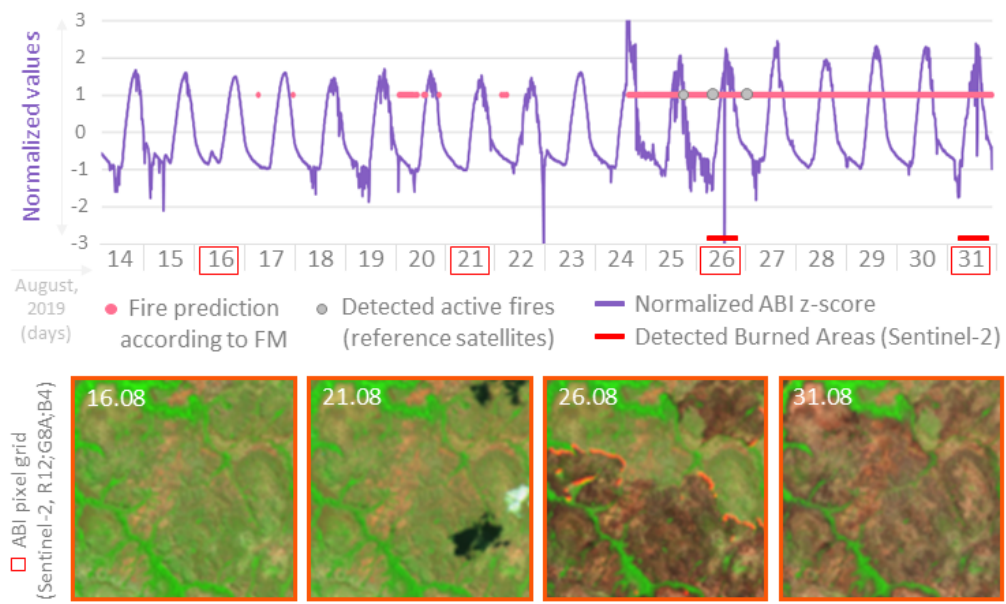 Normalized values
3
2
1
0
-1
-2
-3
14 15 16 17 18 19 20 21 22 23 24 25 26 27 28 29 30 31
August,
2019
(days)
Fire prediction
according to FM
Detected active fires
(reference satellites)
Normalized ABI z-score
Detected Burned Areas (Sentinel-2)
ABI pixel grid
(Sentinel-2, R12;G8A;B4)
16.08
21.08
26.08
31.08